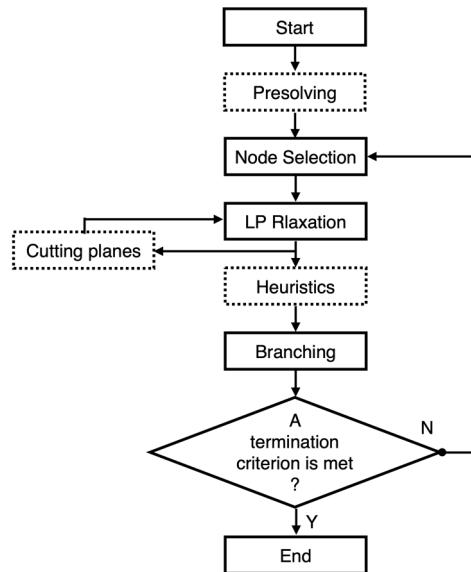 Start
Presolving
Node Selection
LP Rlaxation
Cutting planes
Heuristics
Branching
A
termination
criterion is met
?
N
Y
End